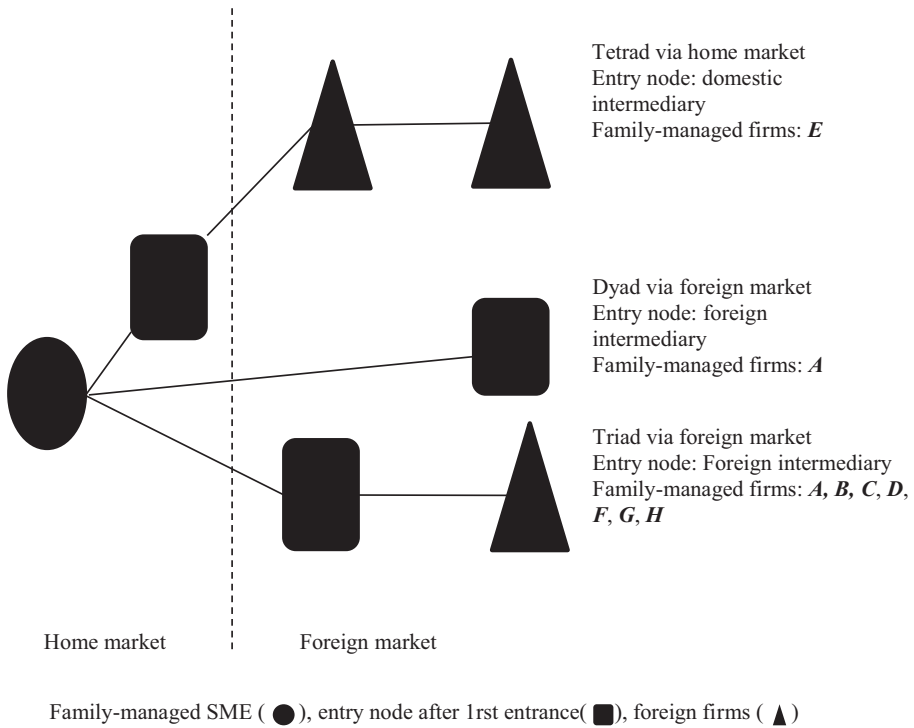 Tetrad via home market
Entry node: domestic
intermediary
Family-managed firms: E
Dyad via foreign market
Entry node: foreign
intermediary
Family-managed firms: A
Triad via foreign market
Entry node: Foreign intermediary
Family-managed firms: A, B, C, D,
F, G, H
Home market
Foreign market
Family-managed SME ( ), entry node after 1rst entrance( ), foreign firms ( )